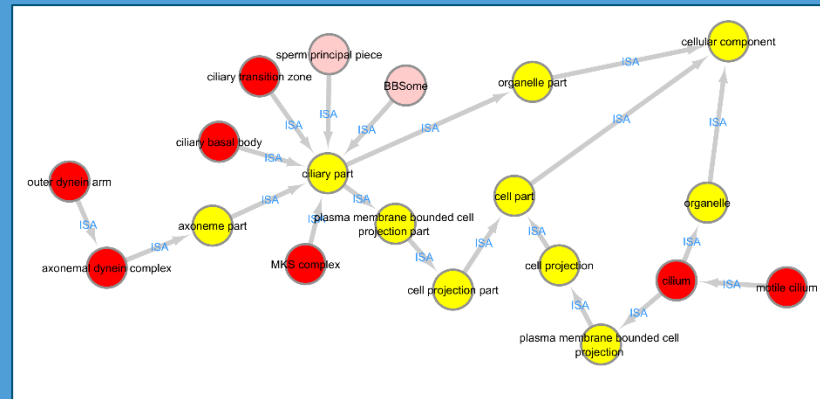 sperm principal piece
cellular component
ISA
ciliary transition zone
BBSome
organelle part
ISA
ISA
ISA
ISA
ISA
ISA
ciliary basal body
ISA
ciliary part
outer dynein arm
ISA
cell part
organelle
ISA
plasma membrane bounded cell
projection part
axoneme part
ISA
ISA
ISA
ISA
ISA
ISA
axonemal dynein complex
MKS complex
ISA
ISA
cell projection
cilium
ISA
motile cilium
cell projection part
ISA
ISA
plasma membrane bounded cell
projection